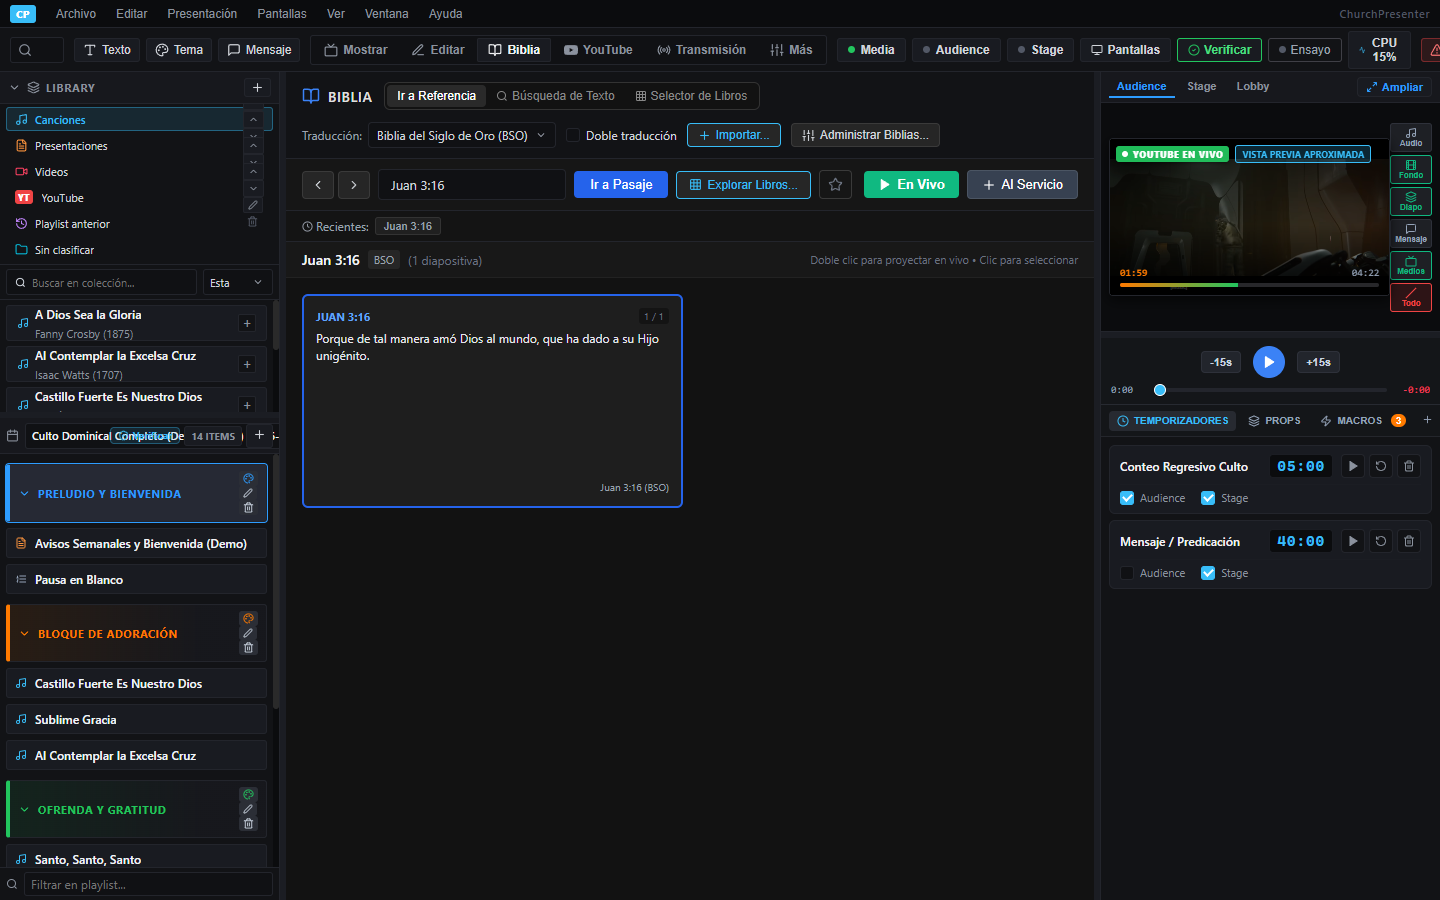 CP Archivo Editar Presentación Pantallas Ver Ventana Ayuda ChurchPresenter
Texto Tema Mensaje Mostrar Editar Biblia YouTube Transmisión Más Media Audience Stage Pantallas Verificar Ensayo CPU 15%
LIBRARY
Canciones
Presentaciones
Videos
YT YouTube
Playlist anterior
Sin clasificar
Buscar en colección... Esta
A Dios Sea la Gloria
Fanny Crosby (1875)
Al Contemplar la Excelsa Cruz
Isaac Watts (1707)
Castillo Fuerte Es Nuestro Dios
Culto Dominical Completo (De 14 ITEMS
PRELUDIO Y BIENVENIDA
Avisos Semanales y Bienvenida (Demo)
Pausa en Blanco
BLOQUE DE ADORACIÓN
Castillo Fuerte Es Nuestro Dios
Sublime Gracia
Al Contemplar la Excelsa Cruz
OFRENDA Y GRATITUD
Santo, Santo, Santo
Filtrar en playlist...
BIBLIA Ir a Referencia Búsqueda de Texto Selector de Libros
Traducción: Biblia del Siglo de Oro (BSO) Doble traducción Importar... Administrar Biblias...
Juan 3:16 Ir a Pasaje Explorar Libros... En Vivo Al Servicio
Recientes: Juan 3:16
Juan 3:16 BSO (1 diapositiva) Doble clic para proyectar en vivo • Clic para seleccionar
JUAN 3:16 1 / 1
Porque de tal manera amó Dios al mundo, que ha dado a su Hijo
unigénito.
Juan 3:16 (BSO)
Audience Stage Lobby Ampliar
YOUTUBE EN VIVO VISTA PREVIA APROXIMADA
01:59 04:22
Audio
Fondo
Diapo
Mensaje
Medios
Todo
-15s +15s
0:00 -0:00
TEMPORIZADORES PROPS MACROS 3
Conteo Regresivo Culto 05:00
Audience Stage
Mensaje / Predicación 40:00
Audience Stage